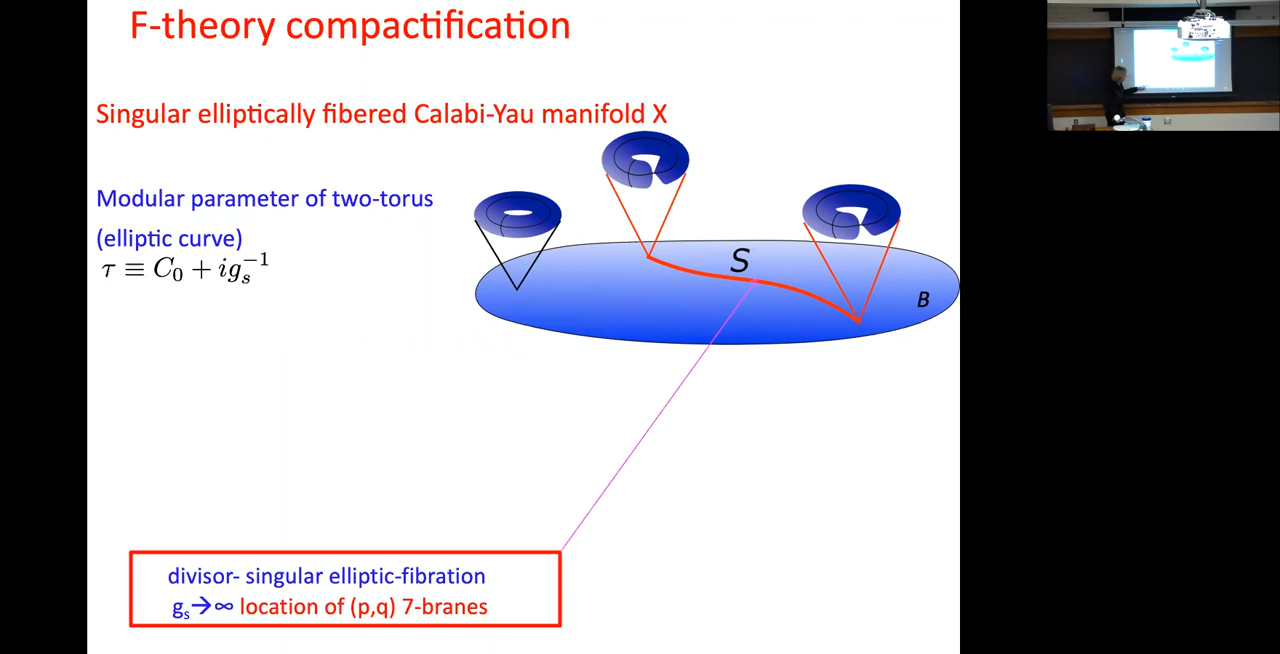 F-theory compactification
Singular elliptically fibered Calabi-Yau manifold X
Modular parameter of two-torus
(elliptic curve)
τ ≡ C₀ + ig_s⁻¹
S
B
divisor- singular elliptic-fibration
gₛ→∞ location of (p,q) 7-branes